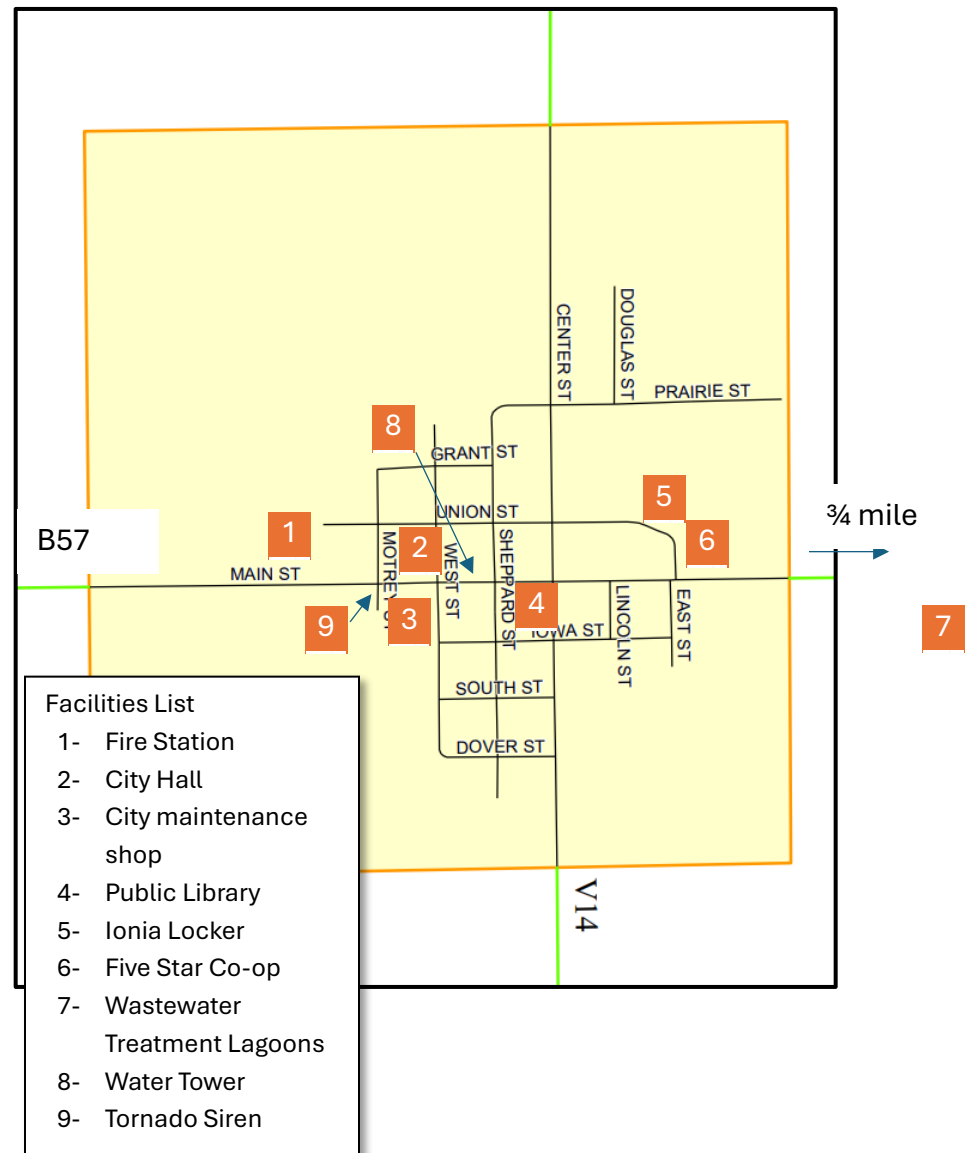 CENTER ST
DOUGLAS ST
PRAIRIE ST
8
GRANT ST
5
¾ mile
UNION ST
1
6
B57
2
MOTREY ST
WEST ST
SHEPPARD ST
MAIN ST
4
LINCOLN ST
EAST ST
3
9
7
IOWA ST
SOUTH ST
DOVER ST
V14
Facilities List
1- Fire Station
2- City Hall
3- City maintenance
shop
4- Public Library
5- Ionia Locker
6- Five Star Co-op
7- Wastewater
Treatment Lagoons
8- Water Tower
9- Tornado Siren